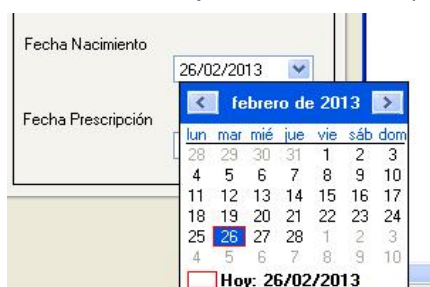 Fecha Nacimiento
26/02/2013
febrero de 2013
Fecha Prescripción
lun mar mié jue vie sáb dom
28 29 30 31 1 2 3
4 5 6 7 8 9 10
11 12 13 14 15 16 17
18 19 20 21 22 23 24
25 26 27 28 1 2 3
4 5 6 7 8 9 10
Hoy: 26/02/2013